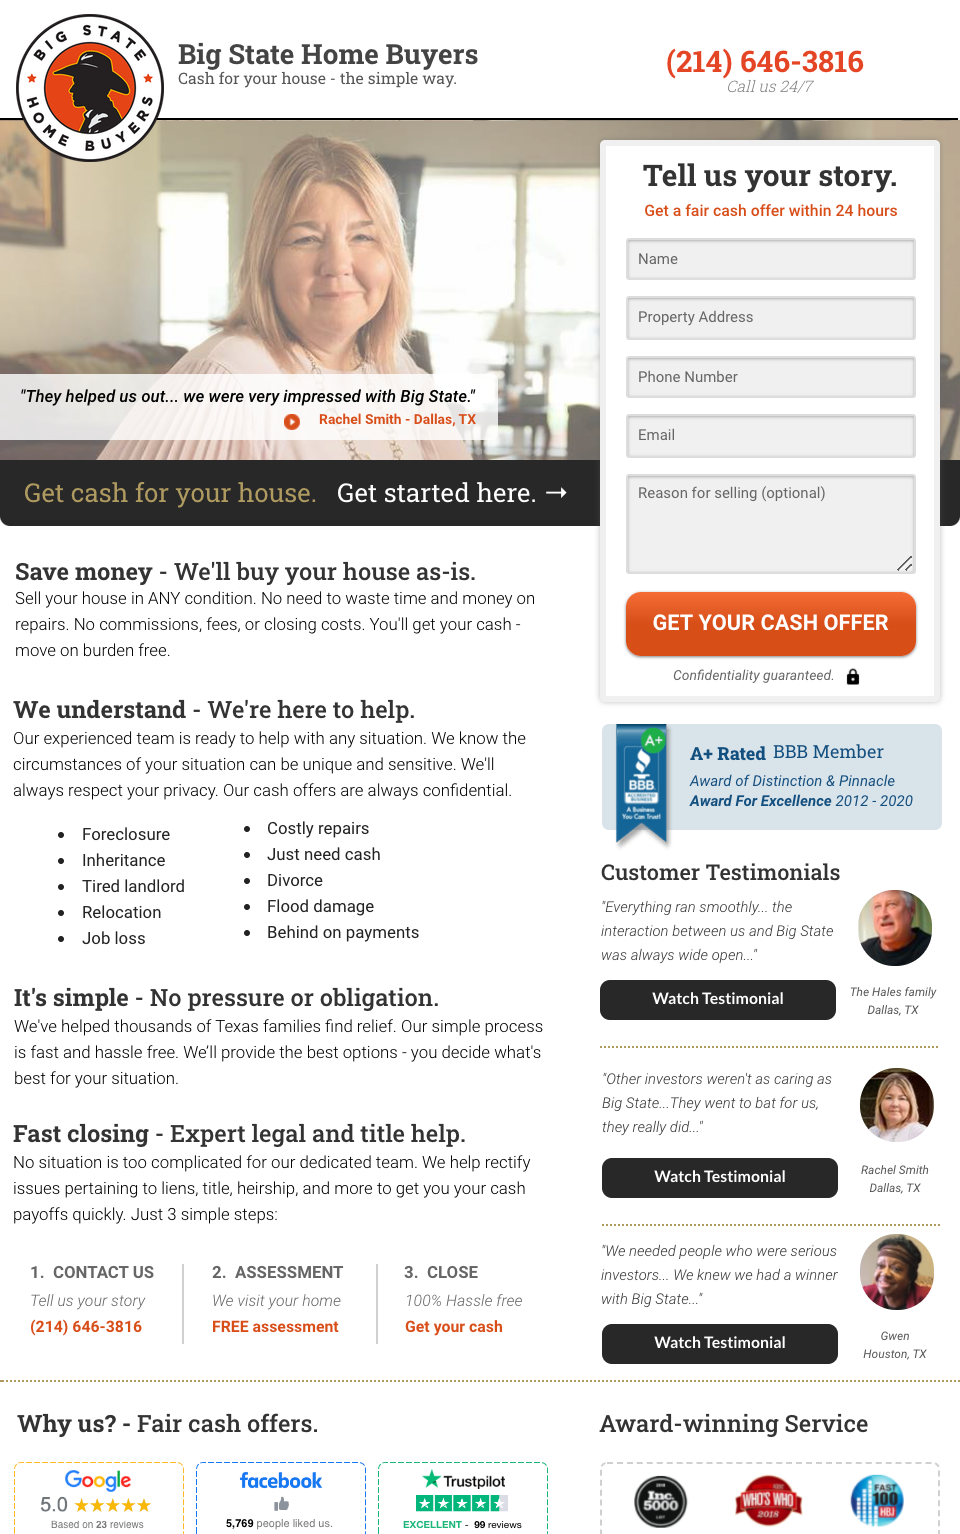 BIG STATE
HOME BUYERS
Big State Home Buyers
Cash for your house - the simple way.
(214) 646-3816
Call us 24/7
"They helped us out... we were very impressed with Big State."
Rachel Smith - Dallas, TX
Get cash for your house. Get started here. →
Tell us your story.
Get a fair cash offer within 24 hours
Name
Property Address
Phone Number
Email
Reason for selling (optional)
GET YOUR CASH OFFER
Confidentiality guaranteed.
Save money - We'll buy your house as-is.
Sell your house in ANY condition. No need to waste time and money on
repairs. No commissions, fees, or closing costs. You'll get your cash -
move on burden free.
We understand - We're here to help.
Our experienced team is ready to help with any situation. We know the
circumstances of your situation can be unique and sensitive. We'll
always respect your privacy. Our cash offers are always confidential.
• Foreclosure
• Inheritance
• Tired landlord
• Relocation
• Job loss
• Costly repairs
• Just need cash
• Divorce
• Flood damage
• Behind on payments
It's simple - No pressure or obligation.
We've helped thousands of Texas families find relief. Our simple process
is fast and hassle free. We’ll provide the best options - you decide what's
best for your situation.
Fast closing - Expert legal and title help.
No situation is too complicated for our dedicated team. We help rectify
issues pertaining to liens, title, heirship, and more to get you your cash
payoffs quickly. Just 3 simple steps:
1. CONTACT US
Tell us your story
(214) 646-3816
2. ASSESSMENT
We visit your home
FREE assessment
3. CLOSE
100% Hassle free
Get your cash
A+
BBB
ACCREDITED
BUSINESS
A Business
You Can Trust!
A+ Rated BBB Member
Award of Distinction & Pinnacle
Award For Excellence 2012 - 2020
Customer Testimonials
"Everything ran smoothly... the
interaction between us and Big State
was always wide open..."
Watch Testimonial
The Hales family
Dallas, TX
"Other investors weren't as caring as
Big State...They went to bat for us,
they really did..."
Watch Testimonial
Rachel Smith
Dallas, TX
"We needed people who were serious
investors... We knew we had a winner
with Big State..."
Watch Testimonial
Gwen
Houston, TX
Why us? - Fair cash offers.
Google
5.0
Based on 23 reviews
facebook
5,769 people liked us.
Trustpilot
EXCELLENT - 99 reviews
Award-winning Service
Inc.
5000
WHO'S WHO
2018
FAST
100
HBJ